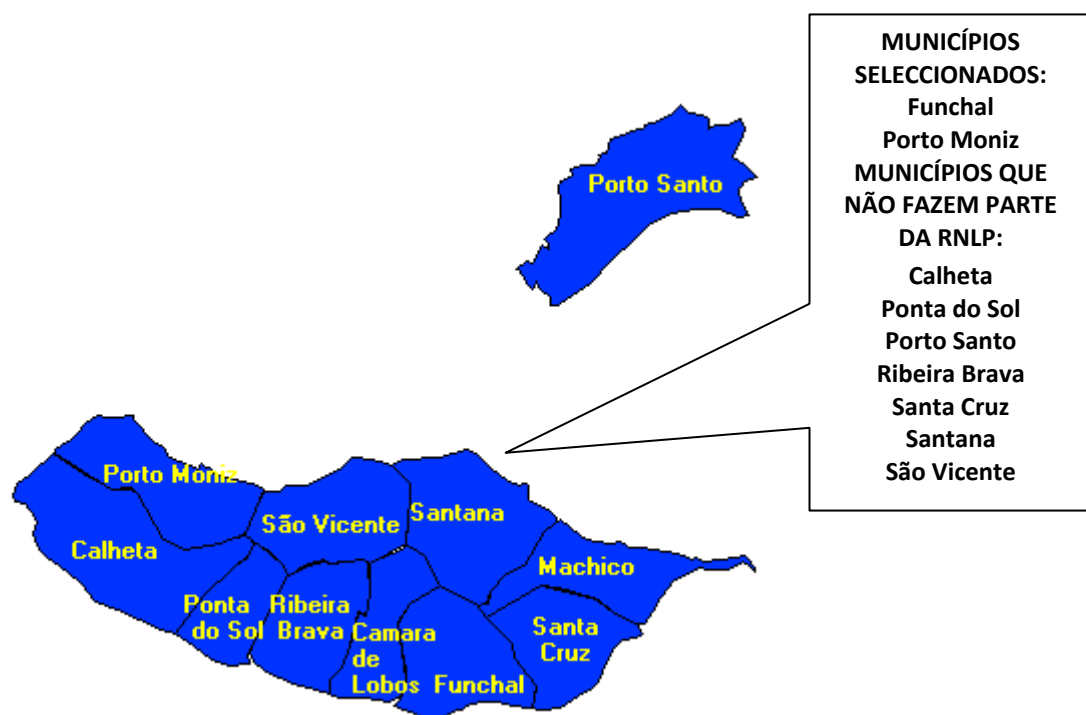 MUNICÍPIOS
SELECCIONADOS:
Funchal
Porto Moniz
MUNICÍPIOS QUE
NÃO FAZEM PARTE
DA RNLP:
Calheta
Ponta do Sol
Porto Santo
Ribeira Brava
Santa Cruz
Santana
São Vicente
Porto Santo
Porto Moniz
São Vicente
Santana
Calheta
Machico
Ponta
do Sol
Ribeira
Brava
Camara
de
Lobos
Funchal
Santa
Cruz